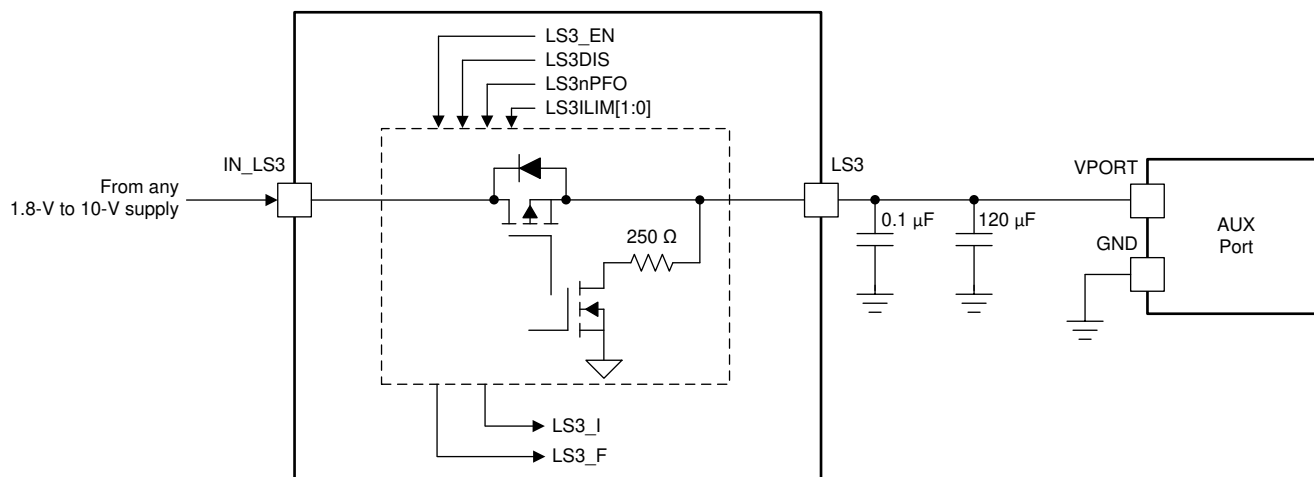 LS3_EN
LS3DIS
LS3nPFO
LS3ILIM[1:0]
IN_LS3
LS3
VPORT
From any
1.8-V to 10-V supply
0.1 µF
120 µF
250 Ω
GND
AUX
Port
LS3_I
LS3_F